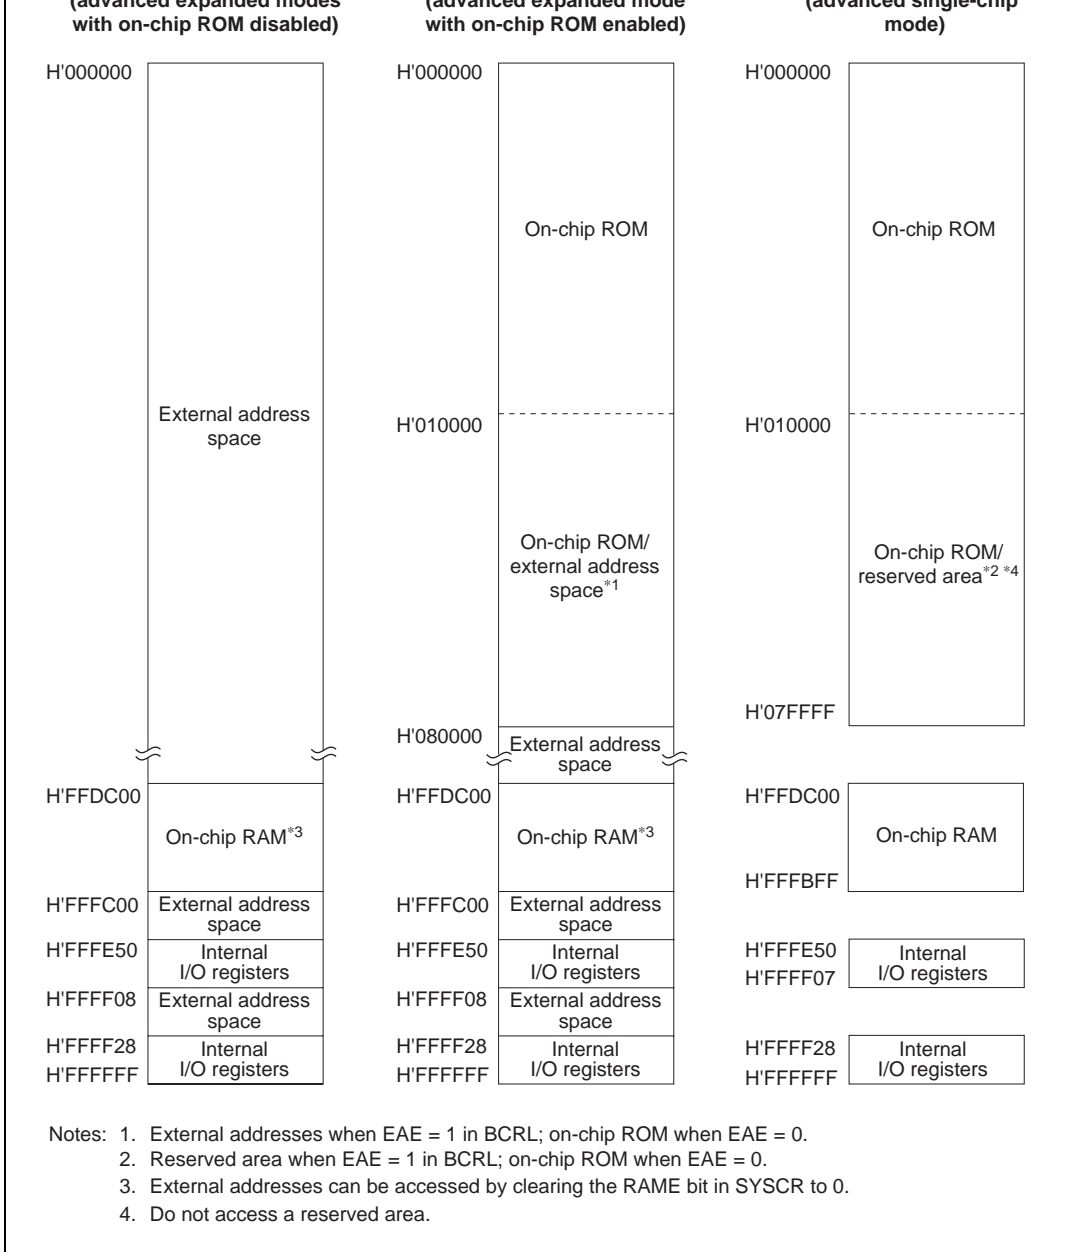 (advanced expanded modes
with on-chip ROM disabled)
(advanced expanded mode
with on-chip ROM enabled)
(advanced single-chip
mode)
H'000000
External address
space
H'FFDC00
On-chip RAM*3
H'FFFC00
External address
space
H'FFFE50
Internal
I/O registers
H'FFFF08
External address
space
H'FFFF28
Internal
I/O registers
H'FFFFFF
H'000000
On-chip ROM
H'010000
On-chip ROM/
external address
space*1
H'080000
External address
space
H'FFDC00
On-chip RAM*3
H'FFFC00
External address
space
H'FFFE50
Internal
I/O registers
H'FFFF08
External address
space
H'FFFF28
Internal
I/O registers
H'FFFFFF
H'000000
On-chip ROM
H'010000
On-chip ROM/
reserved area*2 *4
H'07FFFF
H'FFDC00
On-chip RAM
H'FFFBFF
H'FFFE50
Internal
I/O registers
H'FFFF07
H'FFFF28
Internal
I/O registers
H'FFFFFF
Notes: 1. External addresses when EAE = 1 in BCRL; on-chip ROM when EAE = 0.
2. Reserved area when EAE = 1 in BCRL; on-chip ROM when EAE = 0.
3. External addresses can be accessed by clearing the RAME bit in SYSCR to 0.
4. Do not access a reserved area.